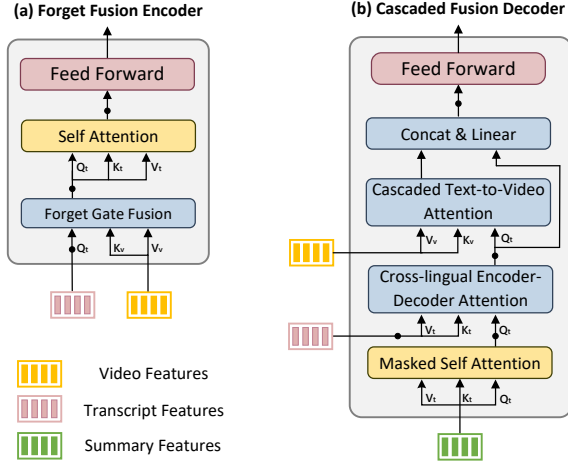 (a) Forget Fusion Encoder
Feed Forward
Self Attention
Qt Kt Vt
Forget Gate Fusion
Qt Kv Vv
Video Features
Transcript Features
Summary Features
(b) Cascaded Fusion Decoder
Feed Forward
Concat & Linear
Cascaded Text-to-Video
Attention
Vv Kv Qt
Cross-lingual Encoder-
Decoder Attention
Vt Kt Qt
Masked Self Attention
Vt Kt Qt